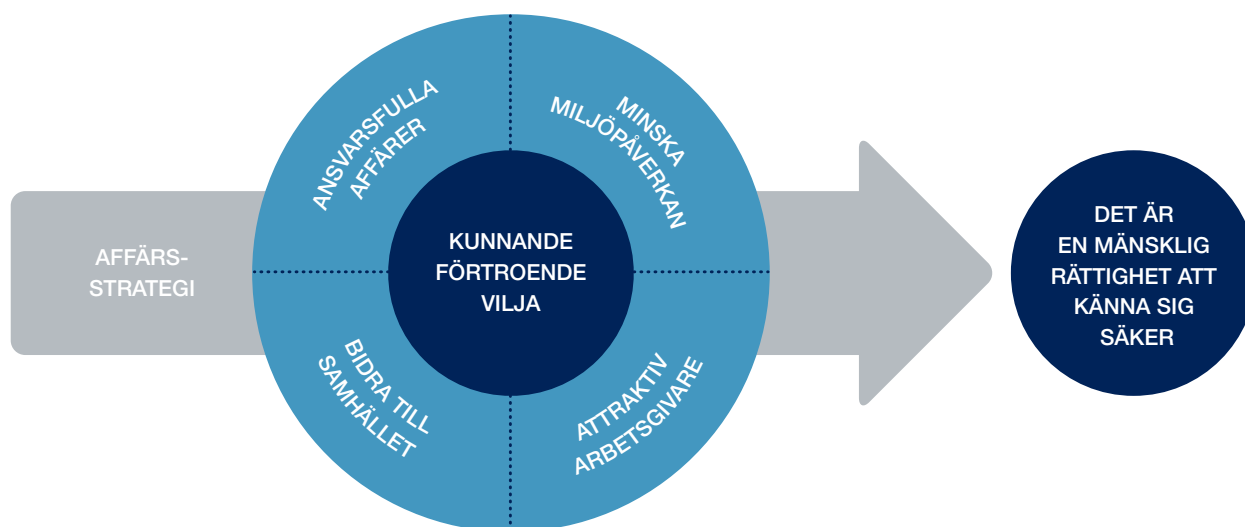 AFFÄRS-
STRATEGI
ANSVARSFULLA
AFFÄRER
MINSKA
MILJÖPÅVERKAN
KUNNANDE
FÖRTROENDE
VILJA
BIDRA TILL
SAMHÄLLET
ATTRAKTIV
ARBETSGIVARE
DET ÄR
EN MÄNSKLIG
RÄTTIGHET ATT
KÄNNA SIG
SÄKER